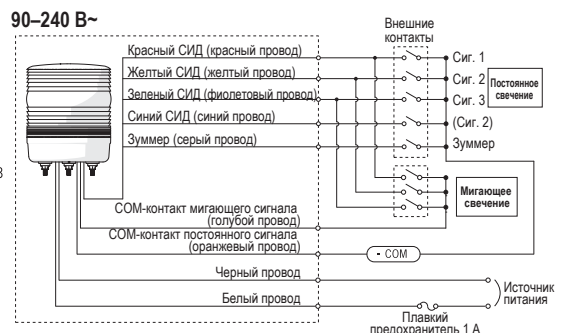 90–240 В~
Внешние
контакты
Красный СИД (красный провод)
Сиг. 1
Желтый СИД (желтый провод)
Сиг. 2
Постоянное
свечение
Зеленый СИД (фиолетовый провод)
Сиг. 3
Синий СИД (синий провод)
(Сиг. 2)
Зуммер (серый провод)
Зуммер
В
Мигающее
свечение
COM-контакт мигающего сигнала
(голубой провод)
COM-контакт постоянного сигнала
(оранжевый провод)
- COM
Черный провод
Источник
питания
Белый провод
Плавкий
предохранитель 1 А